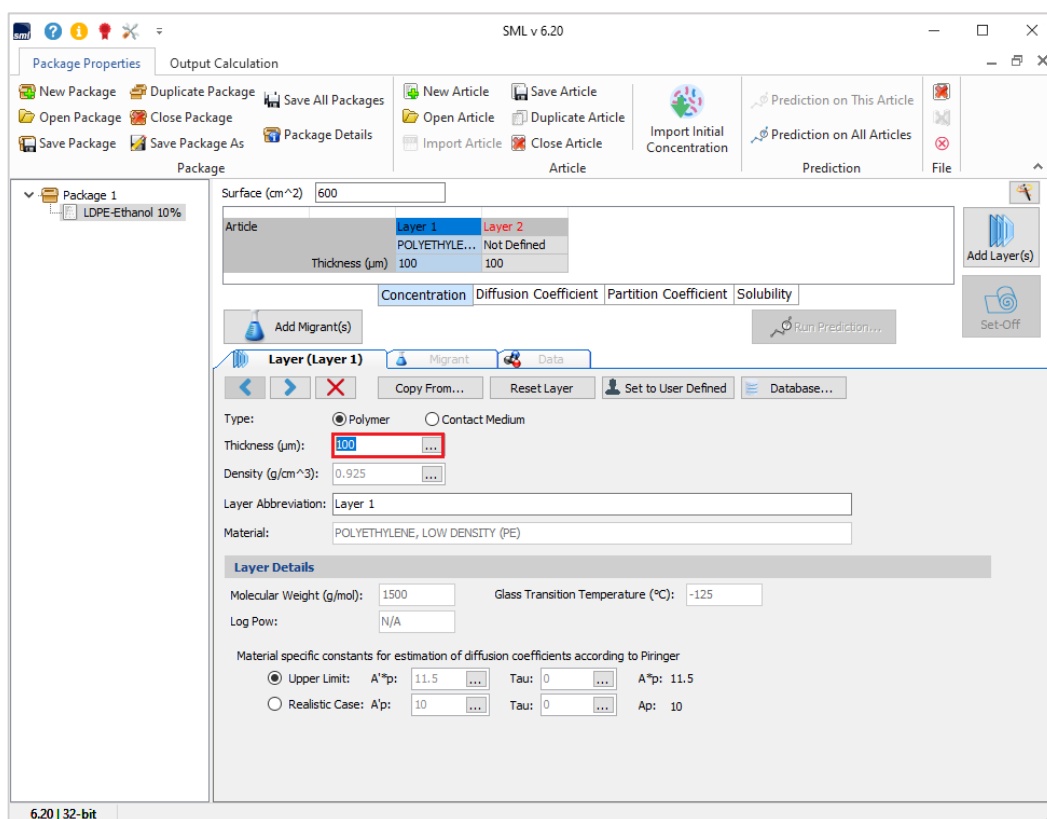 sml
SML v 6.20
Package Properties Output Calculation
New Package Duplicate Package Save All Packages New Article Save Article Prediction on This Article
Open Package Close Package Open Article Duplicate Article Import Initial Concentration
Save Package Save Package As Package Details Import Article Close Article Prediction on All Articles
Package Article Prediction File
Package 1
LDPE-Ethanol 10%
Surface (cm^2) 600
Article Layer 1 Layer 2
POLYETHYLE... Not Defined
Thickness (µm) 100 100
Add Layer(s)
Concentration Diffusion Coefficient Partition Coefficient Solubility
Add Migrant(s) Run Prediction... Set-Off
Layer (Layer 1) Migrant Data
Copy From... Reset Layer Set to User Defined Database...
Type: Polymer Contact Medium
Thickness (µm): 100 ...
Density (g/cm^3): 0.925 ...
Layer Abbreviation: Layer 1
Material: POLYETHYLENE, LOW DENSITY (PE)
Layer Details
Molecular Weight (g/mol): 1500 Glass Transition Temperature (ºC): -125
Log Pow: N/A
Material specific constants for estimation of diffusion coefficients according to Piringer
Upper Limit: A'*p: 11.5 ... Tau: 0 ... A*p: 11.5
Realistic Case: A'p: 10 ... Tau: 0 ... Ap: 10
6.20 | 32-bit